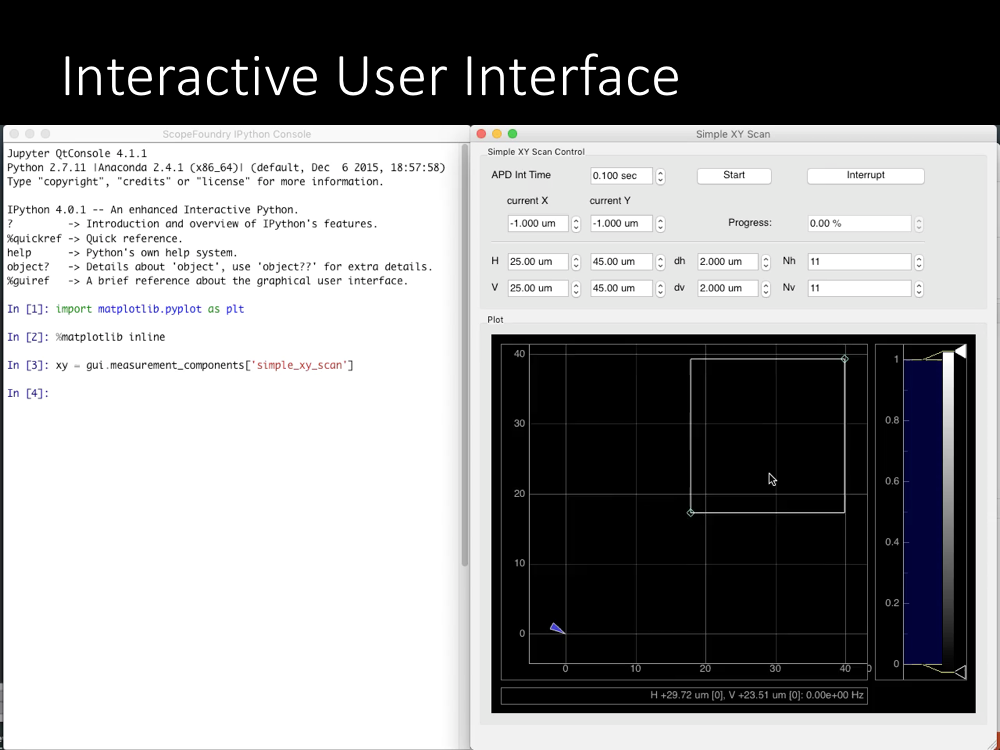 Interactive User Interface
ScopeFoundry IPython Console
Jupyter QtConsole 4.1.1
Python 2.7.11 |Anaconda 2.4.1 (x86_64)| (default, Dec  6 2015, 18:57:58)
Type "copyright", "credits" or "license" for more information.
IPython 4.0.1 -- An enhanced Interactive Python.
?         -> Introduction and overview of IPython's features.
%quickref -> Quick reference.
help      -> Python's own help system.
object?   -> Details about 'object', use 'object??' for extra details.
%guiref   -> A brief reference about the graphical user interface.
In [1]: import matplotlib.pyplot as plt
In [2]: %matplotlib inline
In [3]: xy = gui.measurement_components['simple_xy_scan']
In [4]:
Simple XY Scan
Simple XY Scan Control
APD Int Time 0.100 sec Start Interrupt
current X current Y
-1.000 um -1.000 um Progress: 0.00 %
H 25.00 um 45.00 um dh 2.000 um Nh 11
V 25.00 um 45.00 um dv 2.000 um Nv 11
Plot
40
30
20
10
0
0 10 20 30 40 0
1
0.8
0.6
0.4
0.2
0
H +29.72 um [0], V +23.51 um [0]: 0.00e+00 Hz